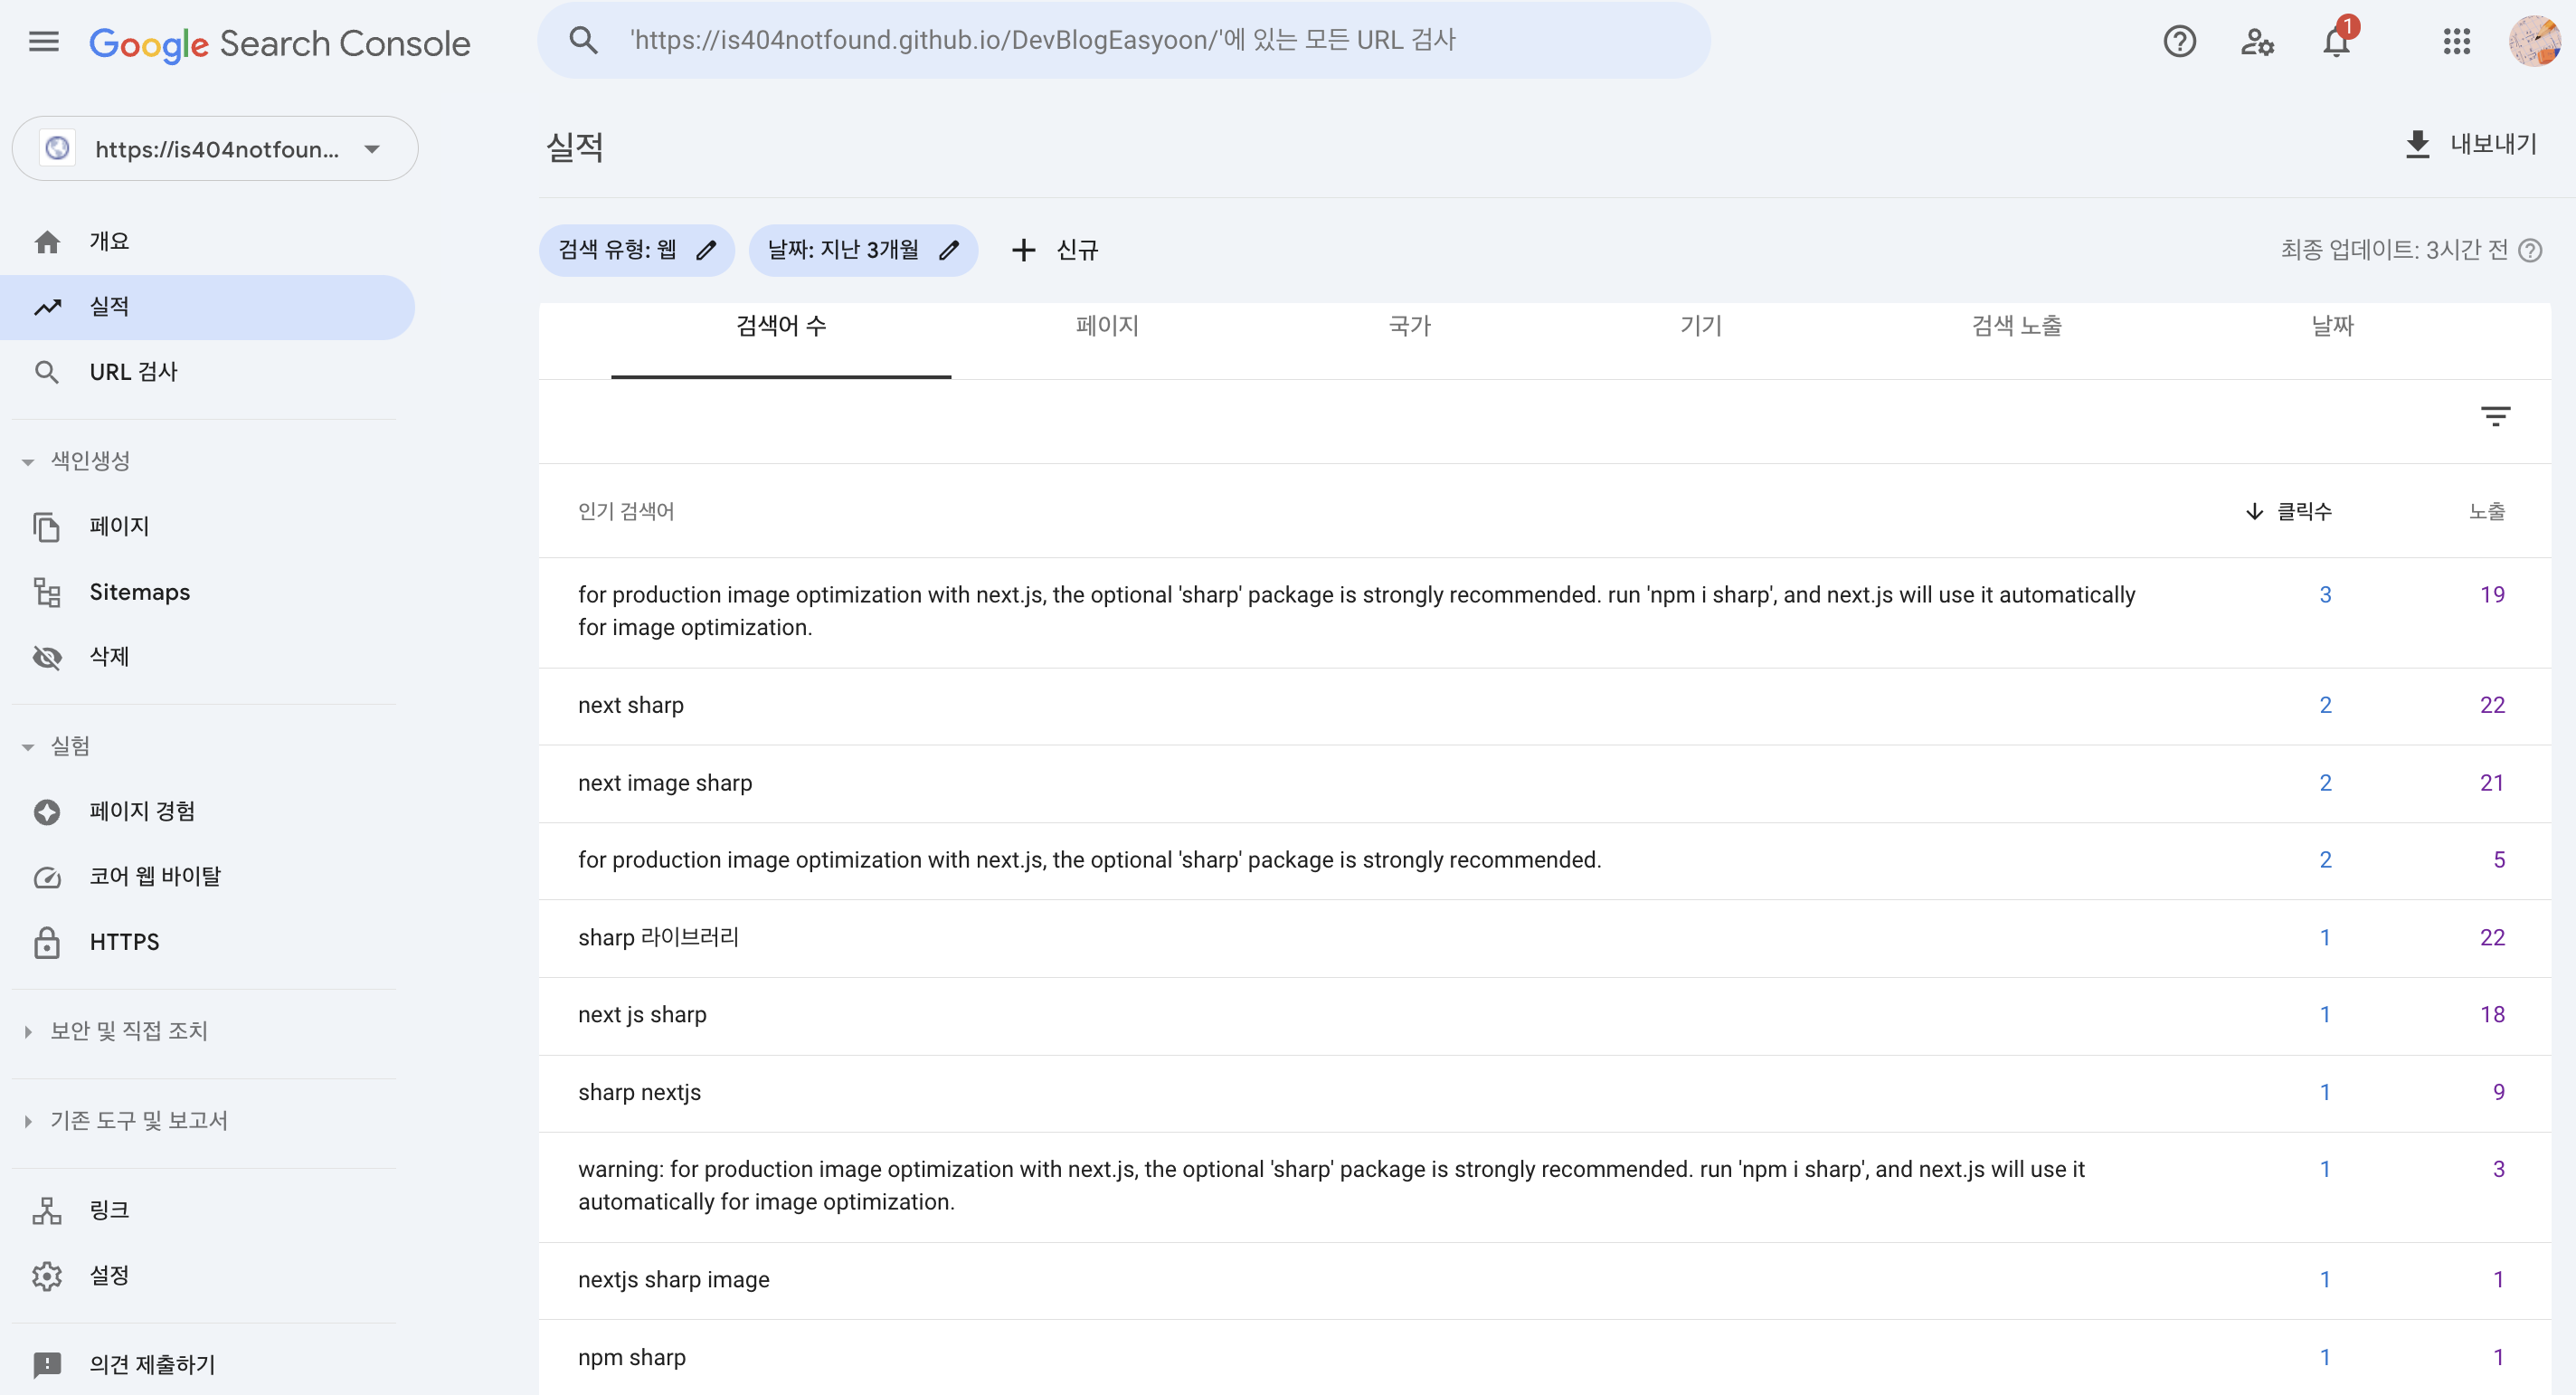 Google Search Console
'https://is404notfound.github.io/DevBlogEasyoon/'에 있는 모든 URL 검사
1
https://is404notfoun...
개요
실적
URL 검사
색인생성
페이지
Sitemaps
삭제
실험
페이지 경험
코어 웹 바이탈
HTTPS
보안 및 직접 조치
기존 도구 및 보고서
링크
설정
의견 제출하기
실적
내보내기
검색 유형: 웹
날짜: 지난 3개월
신규
최종 업데이트: 3시간 전
검색어 수 페이지 국가 기기 검색 노출 날짜
인기 검색어 클릭수 노출
for production image optimization with next.js, the optional 'sharp' package is strongly recommended. run 'npm i sharp', and next.js will use it automatically 3 19
for image optimization.
next sharp 2 22
next image sharp 2 21
for production image optimization with next.js, the optional 'sharp' package is strongly recommended. 2 5
sharp 라이브러리 1 22
next js sharp 1 18
sharp nextjs 1 9
warning: for production image optimization with next.js, the optional 'sharp' package is strongly recommended. run 'npm i sharp', and next.js will use it 1 3
automatically for image optimization.
nextjs sharp image 1 1
npm sharp 1 1